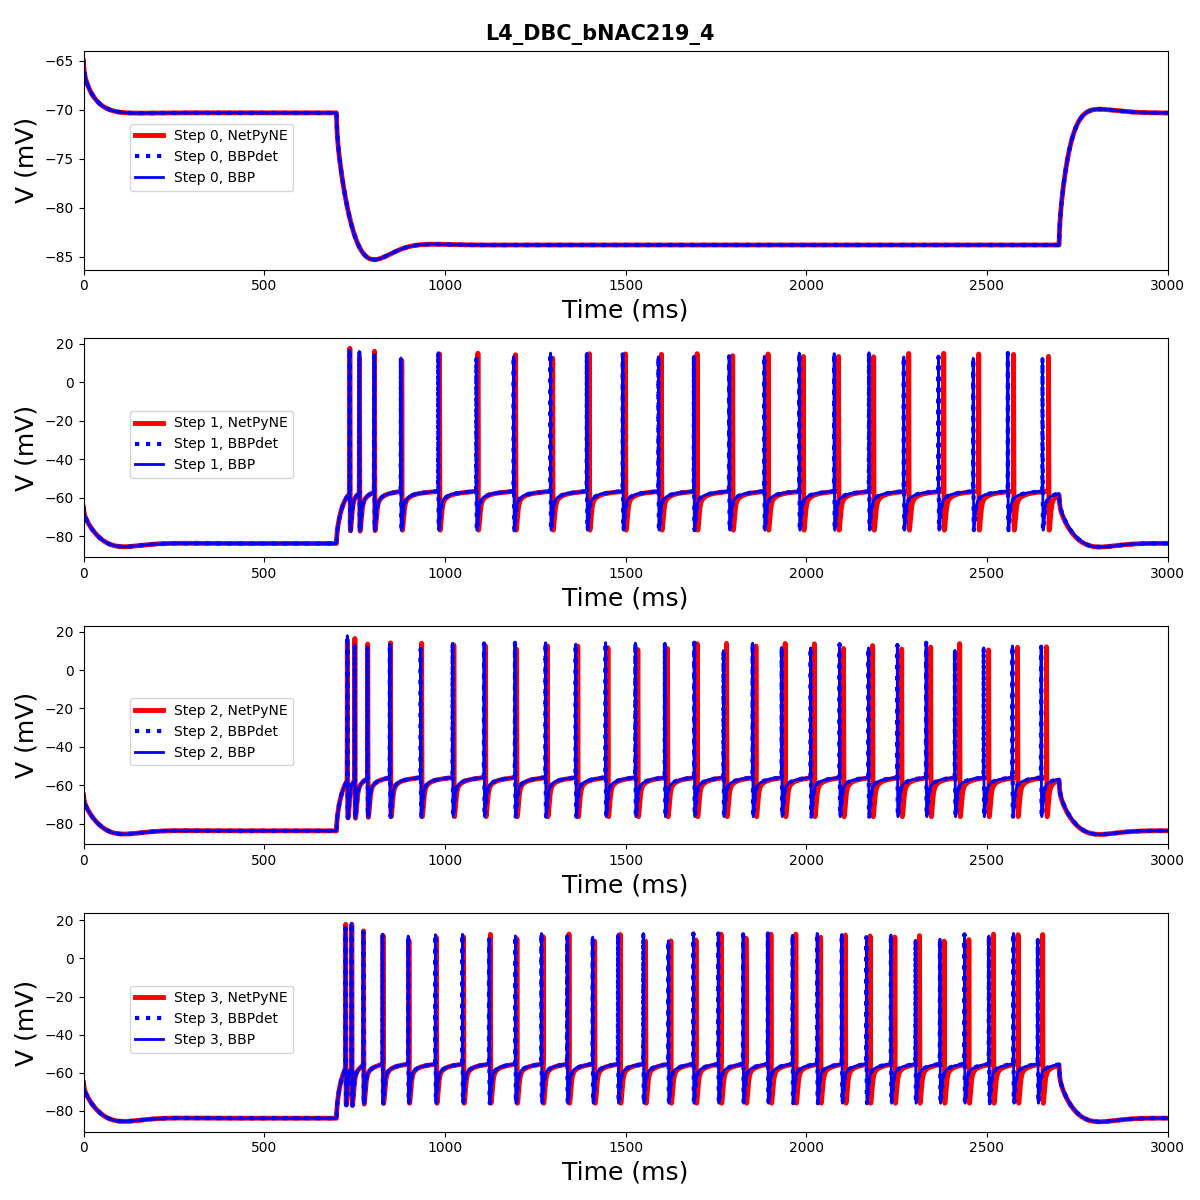 L4_DBC_bNAC219_4
−65
−70
−75
−80
−85
V (mV)
Step 0, NetPyNE
Step 0, BBPdet
Step 0, BBP
0 500 1000 1500 2000 2500 3000
Time (ms)
20
0
−20
−40
−60
−80
V (mV)
Step 1, NetPyNE
Step 1, BBPdet
Step 1, BBP
0 500 1000 1500 2000 2500 3000
Time (ms)
20
0
−20
−40
−60
−80
V (mV)
Step 2, NetPyNE
Step 2, BBPdet
Step 2, BBP
0 500 1000 1500 2000 2500 3000
Time (ms)
20
0
−20
−40
−60
−80
V (mV)
Step 3, NetPyNE
Step 3, BBPdet
Step 3, BBP
0 500 1000 1500 2000 2500 3000
Time (ms)